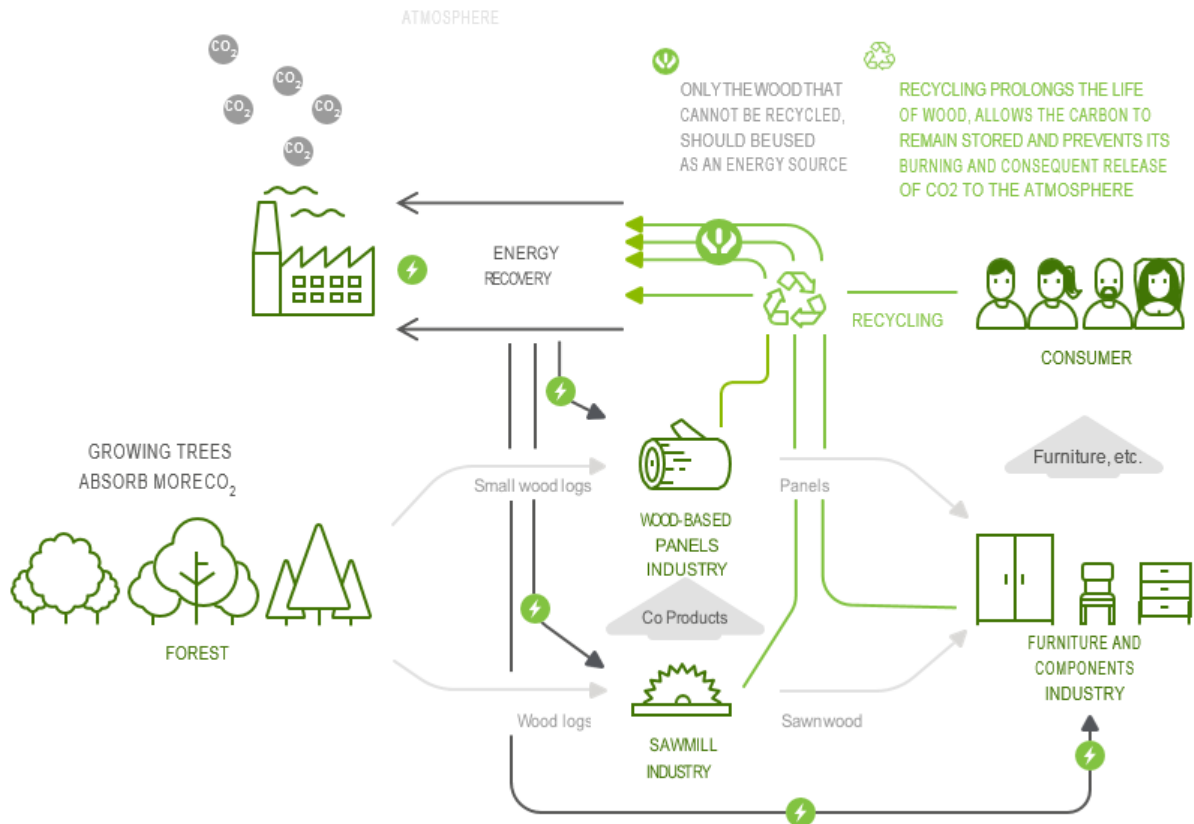 ATMOSPHERE
CO2
CO2
CO2
CO2
CO2
ONLY THE WOOD THAT
CANNOT BE RECYCLED,
SHOULD BE USED
AS AN ENERGY SOURCE
RECYCLING PROLONGS THE LIFE
OF WOOD, ALLOWS THE CARBON TO
REMAIN STORED AND PREVENTS ITS
BURNING AND CONSEQUENT RELEASE
OF CO2 TO THE ATMOSPHERE
ENERGY
RECOVERY
RECYCLING
CONSUMER
GROWING TREES
ABSORB MORE CO2
Furniture, etc.
Small wood logs
Panels
WOOD-BASED
PANELS
INDUSTRY
Co Products
FOREST
FURNITURE AND
COMPONENTS
INDUSTRY
Wood logs
Sawnwood
SAWMILL
INDUSTRY